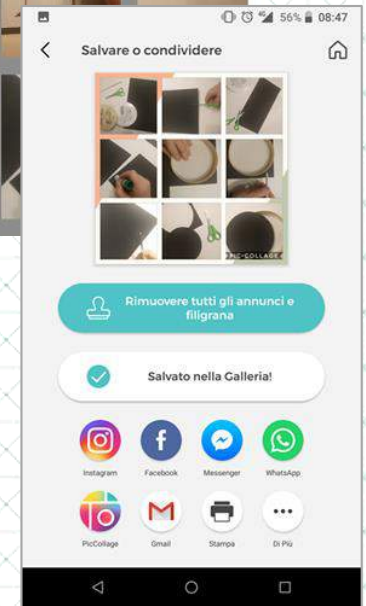 56% 08:47
Salvare o condividere
PIC•COLLAGE
Rimuovere tutti gli annunci e
filigrana
Salvato nella Galleria!
Instagram Facebook Messenger WhatsApp
PicCollage Gmail Stampa Di Più